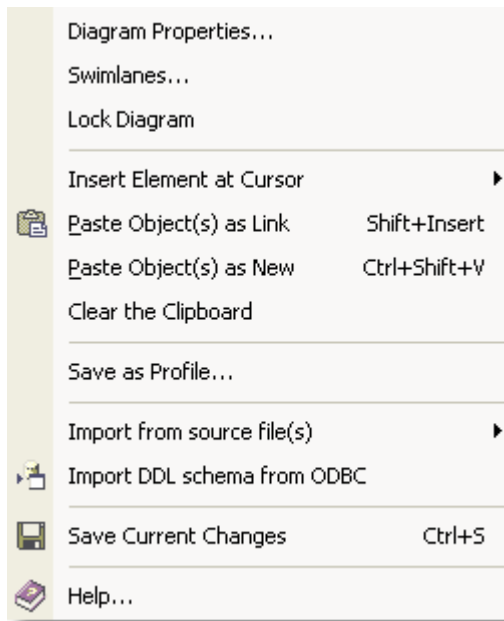 Diagram Properties...
Swimlanes...
Lock Diagram
Insert Element at Cursor
Paste Object(s) as Link Shift+Insert
Paste Object(s) as New Ctrl+Shift+V
Clear the Clipboard
Save as Profile...
Import from source file(s)
Import DDL schema from ODBC
Save Current Changes Ctrl+S
Help...